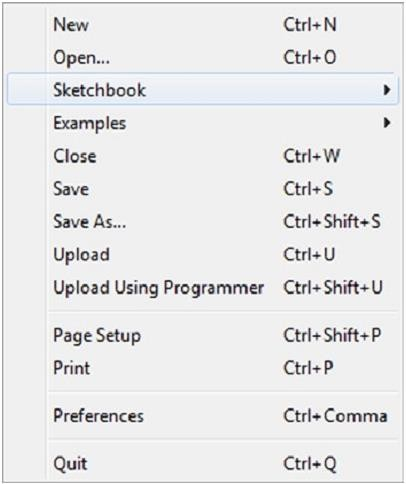 New Ctrl+N
Open... Ctrl+O
Sketchbook
Examples
Close Ctrl+W
Save Ctrl+S
Save As... Ctrl+Shift+S
Upload Ctrl+U
Upload Using Programmer Ctrl+Shift+U
Page Setup Ctrl+Shift+P
Print Ctrl+P
Preferences Ctrl+Comma
Quit Ctrl+Q